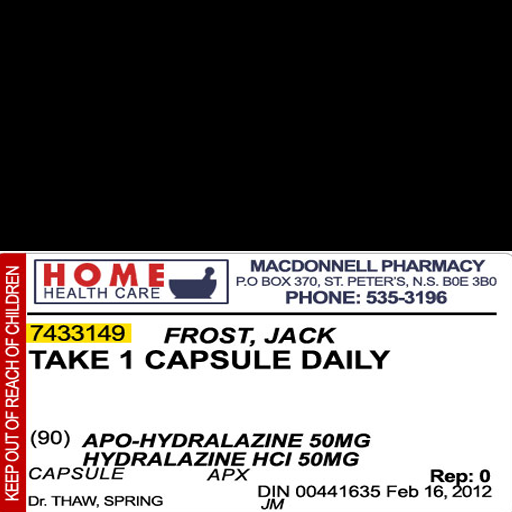 KEEP OUT OF REACH OF CHILDREN
HOME
HEALTH CARE
MACDONNELL PHARMACY
P.O BOX 370, ST. PETER'S, N.S. B0E 3B0
PHONE: 535-3196
7433149 FROST, JACK
TAKE 1 CAPSULE DAILY
(90) APO-HYDRALAZINE 50MG
HYDRALAZINE HCl 50MG
CAPSULE APX
Rep: 0
DIN 00441635 Feb 16, 2012
Dr. THAW, SPRING
JM